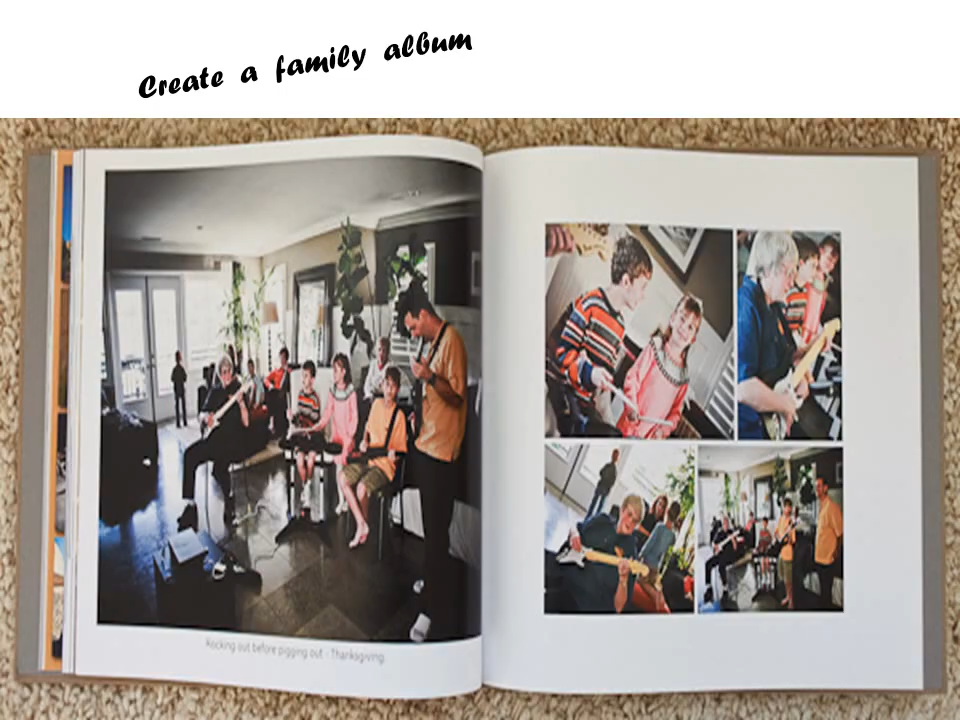 Create a family album
Rocking out before pigging out - Thanksgiving.